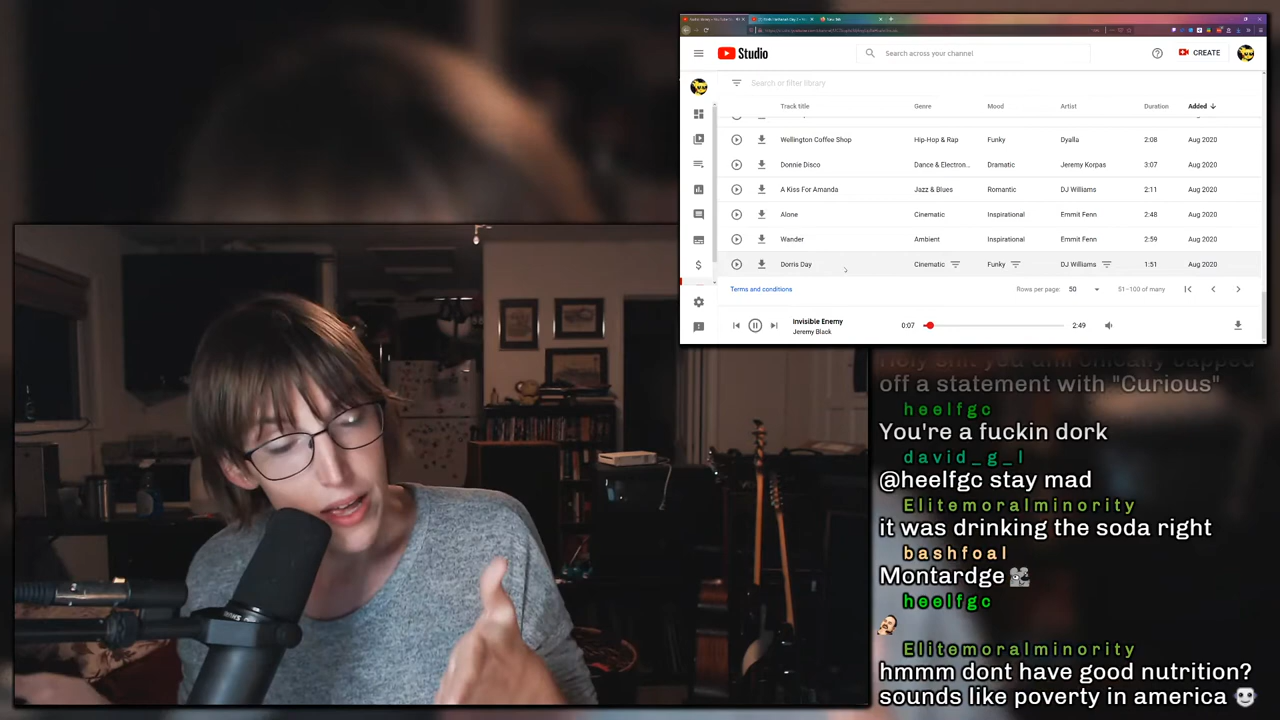 Studio
Search across your channel
CREATE
Search or filter library
Track title Genre Mood Artist Duration Added
Wellington Coffee Shop Hip-Hop & Rap Funky Dyalla 2:08 Aug 2020
Donnie Disco Dance & Electron... Dramatic Jeremy Korpas 3:07 Aug 2020
A Kiss For Amanda Jazz & Blues Romantic DJ Williams 2:11 Aug 2020
Alone Cinematic Inspirational Emmit Fenn 2:48 Aug 2020
Wander Ambient Inspirational Emmit Fenn 2:59 Aug 2020
Dorris Day Cinematic Funky DJ Williams 1:51 Aug 2020
Terms and conditions Rows per page: 50 51–100 of many
Invisible Enemy
Jeremy Black
0:07 2:49
off a statement with "Curious"
heelfgc
You're a fuckin dork
david_g_l
@heelfgc stay mad
Elitemoralminority
it was drinking the soda right
bashfoal
Montardge
heelfgc
Elitemoralminority
hmmm dont have good nutrition?
sounds like poverty in america